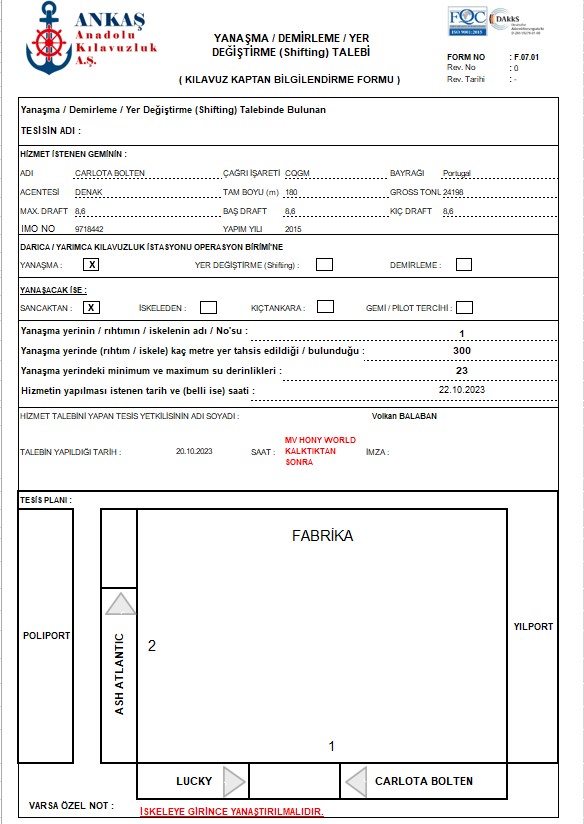 ANKAŞ
Anadolu
Kılavuzluk
A.Ş.
YANAŞMA / DEMİRLEME / YER
DEĞİŞTİRME (Shifting) TALEBİ
( KILAVUZ KAPTAN BİLGİLENDİRME FORMU )
FQC
ISO 9001:2015
DAkkS
FORM NO : F.07.01
Rev. No : 0
Rev. Tarihi : -
Yanaşma / Demirleme / Yer Değiştirme (Shifting) Talebinde Bulunan
TESİSİN ADI :
HİZMET İSTENEN GEMİNİN :
ADI CARLOTA BOLTEN ÇAĞRI İŞARETİ CQGM BAYRAĞI Portugal
ACENTESİ DENAK TAM BOYU (m) 180 GROSS TONL 24198
MAX. DRAFT 8,6 BAŞ DRAFT 8,6 KIÇ DRAFT 8,6
IMO NO 9718442 YAPIM YILI 2015
DARICA / YARIMCA KILAVUZLUK İSTASYONU OPERASYON BİRİMİ'NE
YANAŞMA : X YER DEĞİŞTİRME (Shifting) : DEMİRLEME :
YANAŞACAK İSE :
SANCAKTAN : X İSKELEDEN : KIÇTANKARA : GEMİ / PİLOT TERCİHİ :
Yanaşma yerinin / rıhtımın / iskelenin adı / No'su : 1
Yanaşma yerinde (rıhtım / iskele) kaç metre yer tahsis edildiği / bulunduğu : 300
Yanaşma yerindeki minimum ve maximum su derinlikleri : 23
Hizmetin yapılması istenen tarih ve (belli ise) saati : 22.10.2023
HİZMET TALEBİNİ YAPAN TESİS YETKİLİSİNİN ADI SOYADI : Volkan BALABAN
TALEBİN YAPILDIĞI TARİH : 20.10.2023 SAAT : MV HONY WORLD
KALKTIKTAN
SONRA
İMZA :
TESİS PLANI :
FABRİKA
POLIPORT
ASH ATLANTIC
2
YILPORT
1
LUCKY
CARLOTA BOLTEN
VARSA ÖZEL NOT : İSKELEYE GİRİNCE YANAŞTIRILMALIDIR.